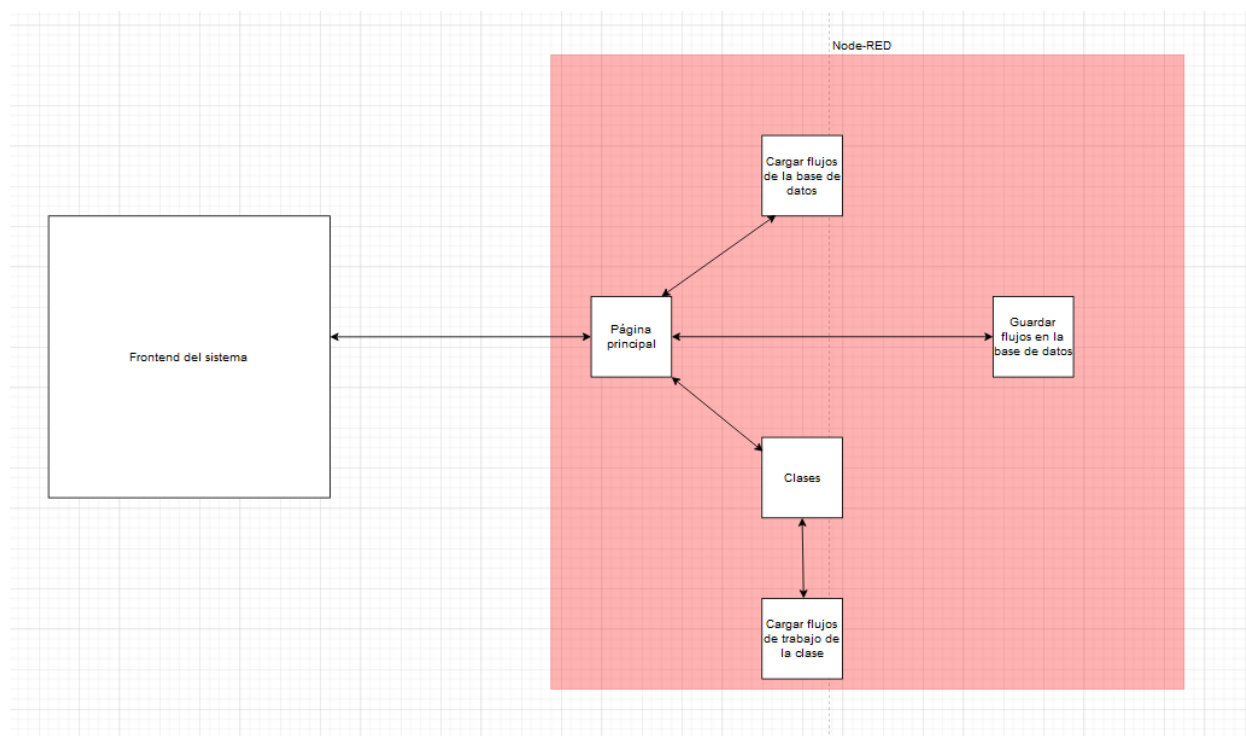 Node-RED
Cargar flujos
de la base de
datos
Frontend del sistema
Página
principal
Guardar
flujos en la
base de datos
Clases
Cargar flujos
de trabajo de
la clase